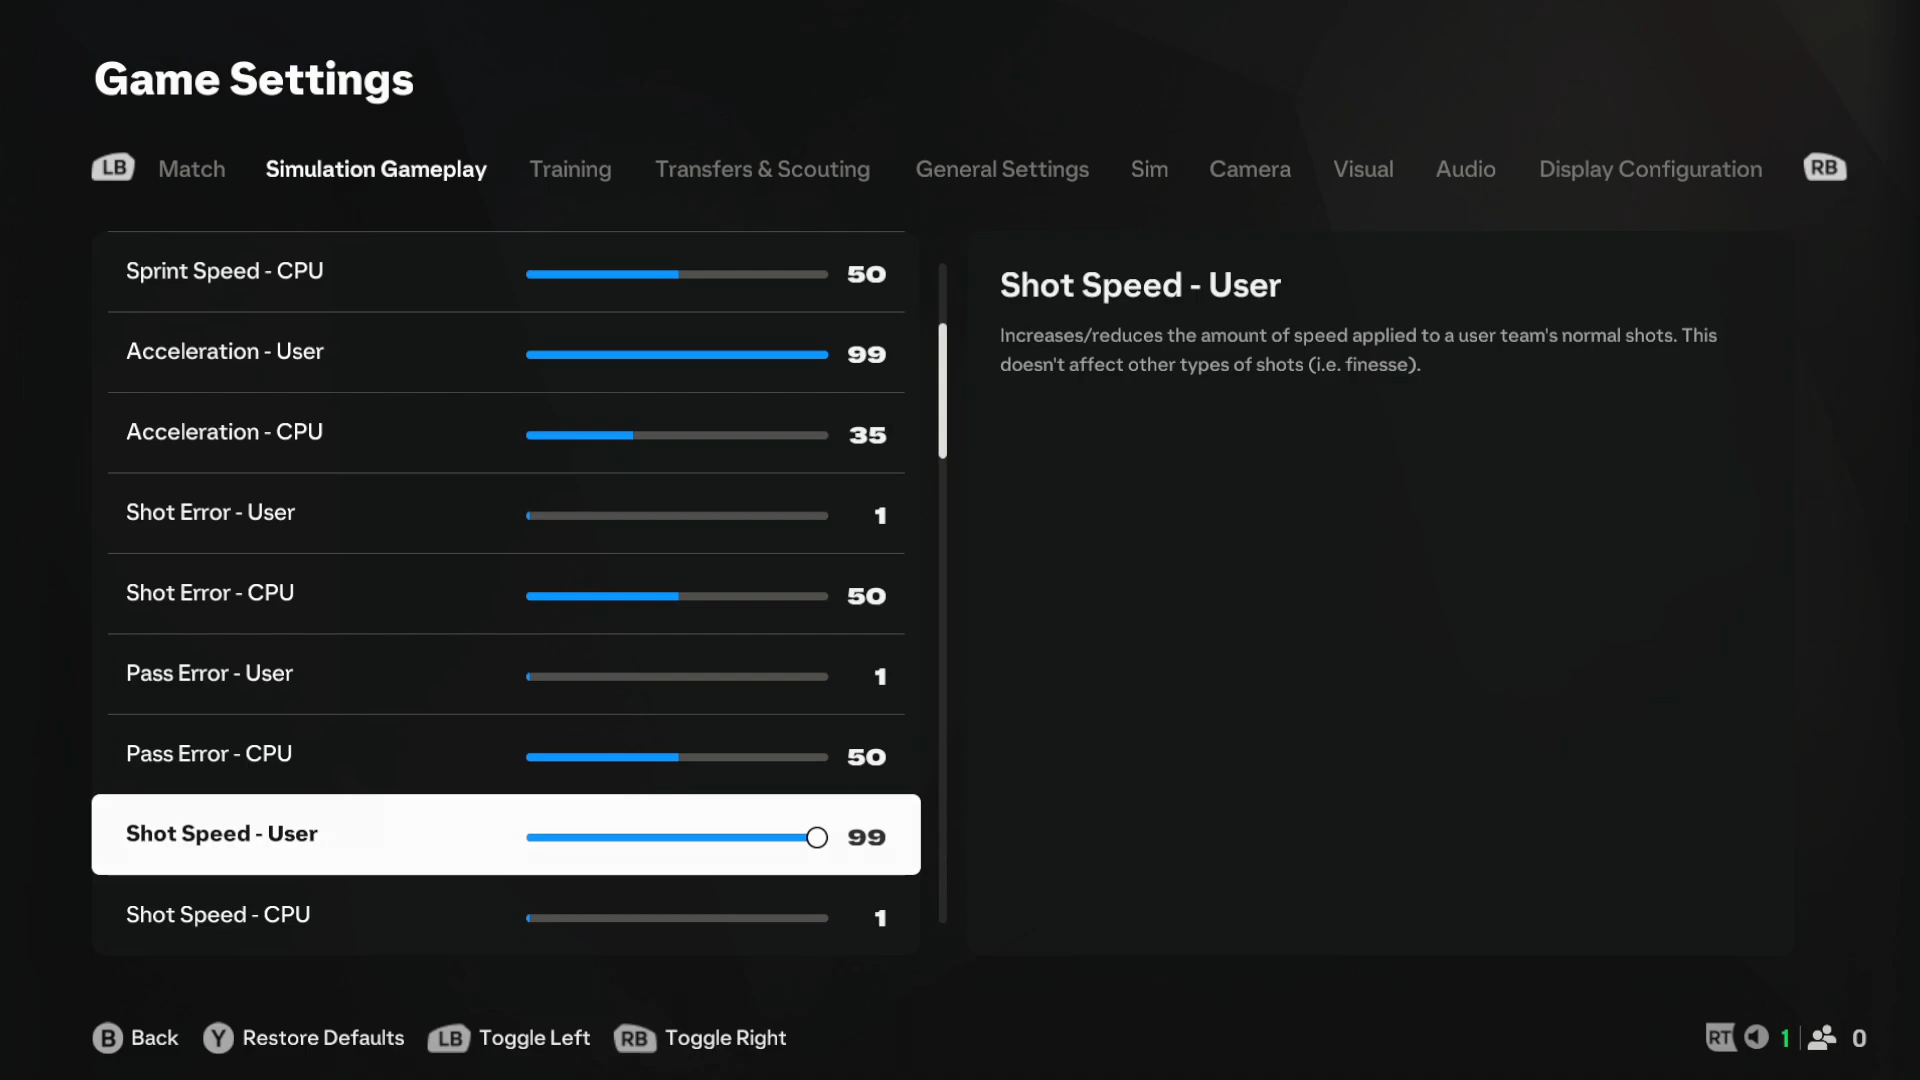 Game Settings
LB Match Simulation Gameplay Training Transfers & Scouting General Settings Sim Camera Visual Audio Display Configuration RB
Sprint Speed - CPU 50
Acceleration - User 99
Acceleration - CPU 35
Shot Error - User 1
Shot Error - CPU 50
Pass Error - User 1
Pass Error - CPU 50
Shot Speed - User 99
Shot Speed - CPU 1
Shot Speed - User
Increases/reduces the amount of speed applied to a user team's normal shots. This
doesn't affect other types of shots (i.e. finesse).
B Back Y Restore Defaults LB Toggle Left RB Toggle Right
RT 1 0